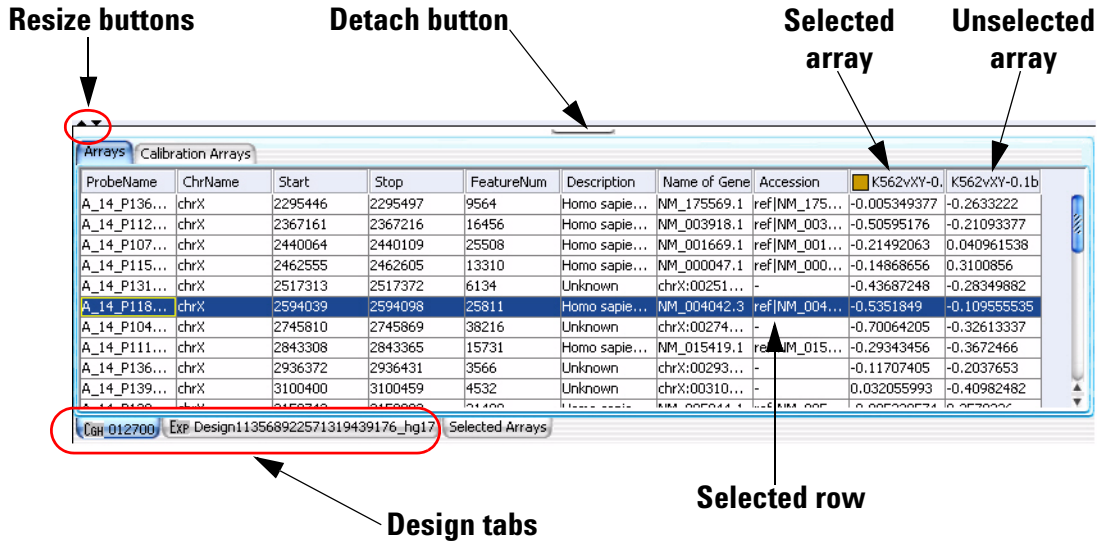 Resize buttons Detach button Selected array Unselected array
Arrays Calibration Arrays
ProbeName ChrName Start Stop FeatureNum Description Name of Gene Accession K562vXY-0. K562vXY-0.1b
A_14_P136... chrX 2295446 2295497 9564 Homo sapie... NM_175569.1 ref|NM_175... -0.005349377 -0.2633222
A_14_P112... chrX 2367161 2367216 16456 Homo sapie... NM_003918.1 ref|NM_003... -0.50595176 -0.21093377
A_14_P107... chrX 2440064 2440109 25508 Homo sapie... NM_001669.1 ref|NM_001... -0.21492063 0.040961538
A_14_P115... chrX 2462555 2462605 13310 Homo sapie... NM_000047.1 ref|NM_000... -0.14868656 0.3100856
A_14_P131... chrX 2517313 2517372 6134 Unknown chrX:00251... - -0.43687248 -0.28349882
A_14_P118... chrX 2594039 2594098 25811 Homo sapie... NM_004042.3 ref|NM_004... -0.5351849 -0.109555535
A_14_P104... chrX 2745810 2745869 38216 Unknown chrX:00274... - -0.70064205 -0.32613337
A_14_P111... chrX 2843308 2843365 15731 Homo sapie... NM_015419.1 ref|NM_015... -0.29343456 -0.3672466
A_14_P136... chrX 2936372 2936431 3566 Unknown chrX:00293... - -0.11707405 -0.2037653
A_14_P139... chrX 3100400 3100459 4532 Unknown chrX:00310... - 0.032055993 -0.40982482
CGH 012700 EXP Design113568922571319439176_hg17 Selected Arrays
Selected row
Design tabs